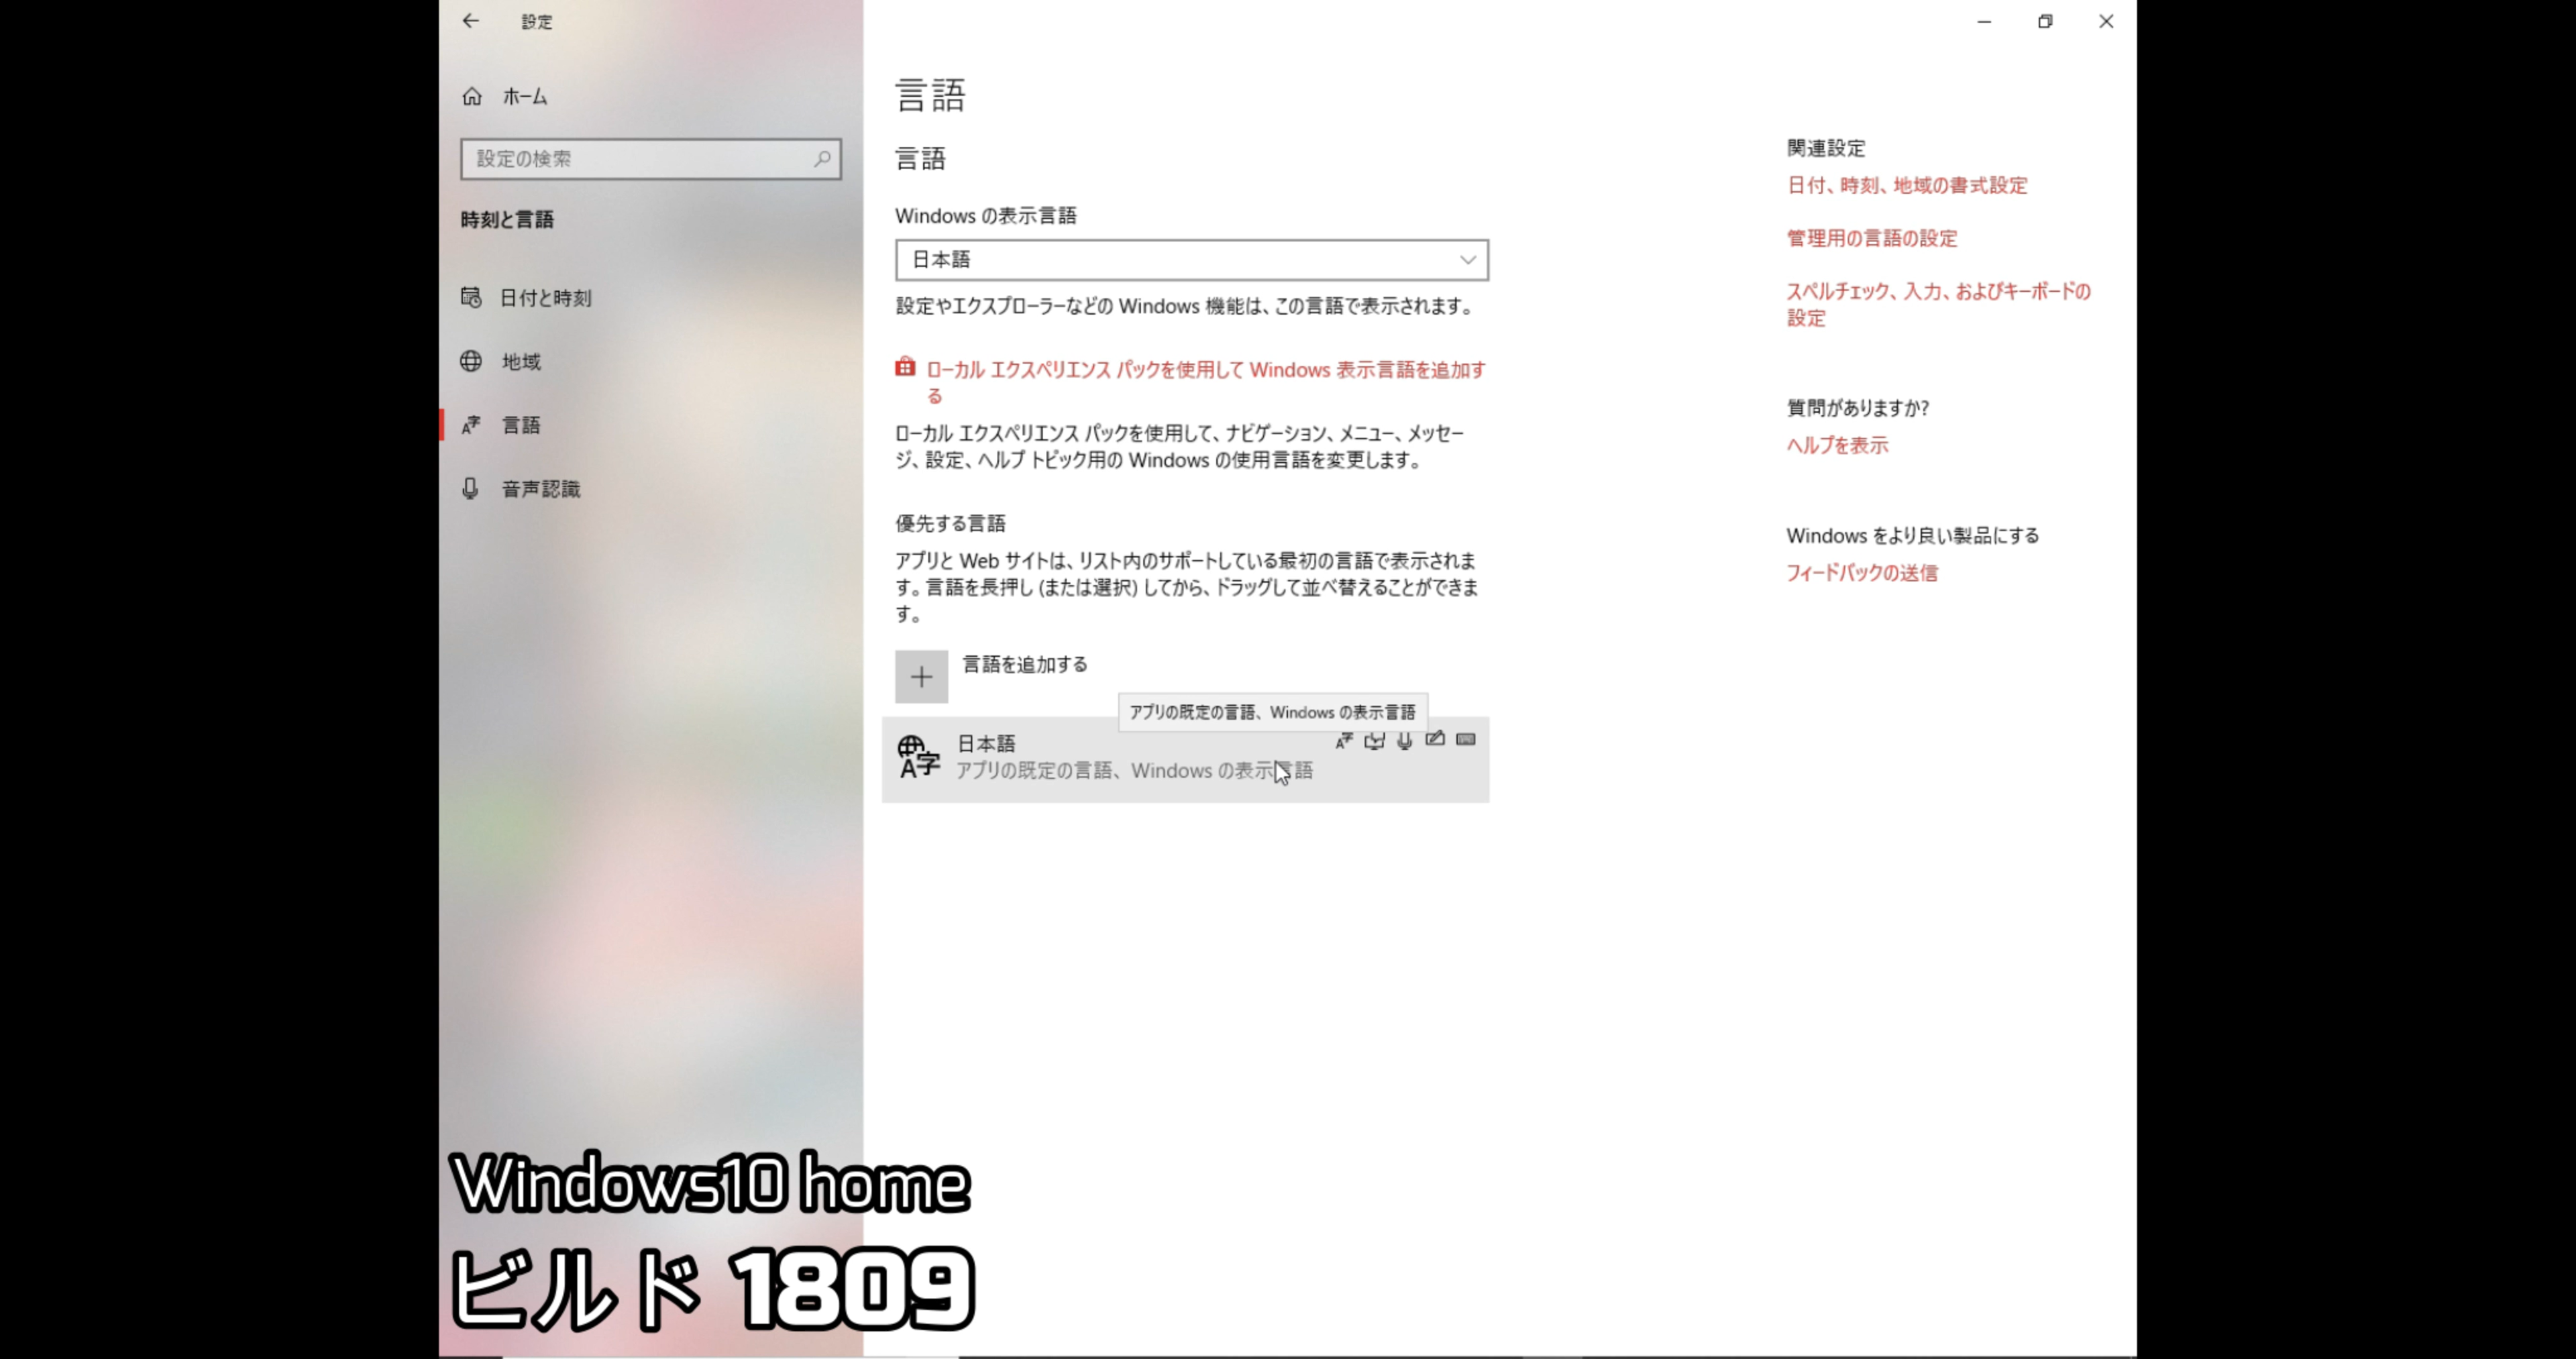 設定
ホーム
設定の検索
時刻と言語
日付と時刻
地域
言語
音声認識
言語
言語
Windows の表示言語
日本語
設定やエクスプローラーなどの Windows 機能は、この言語で表示されます。
ローカル エクスペリエンス パックを使用して Windows 表示言語を追加す
る
ローカル エクスペリエンス パックを使用して、ナビゲーション、メニュー、メッセー
ジ、設定、ヘルプ トピック用の Windows の使用言語を変更します。
優先する言語
アプリと Web サイトは、リスト内のサポートしている最初の言語で表示されま
す。言語を長押し (または選択) してから、ドラッグして並べ替えることができま
す。
言語を追加する
アプリの既定の言語、Windows の表示言語
日本語
アプリの既定の言語、Windows の表示言語
関連設定
日付、時刻、地域の書式設定
管理用の言語の設定
スペルチェック、入力、およびキーボードの
設定
質問がありますか?
ヘルプを表示
Windows をより良い製品にする
フィードバックの送信
Windows10 home
ビルド 1809